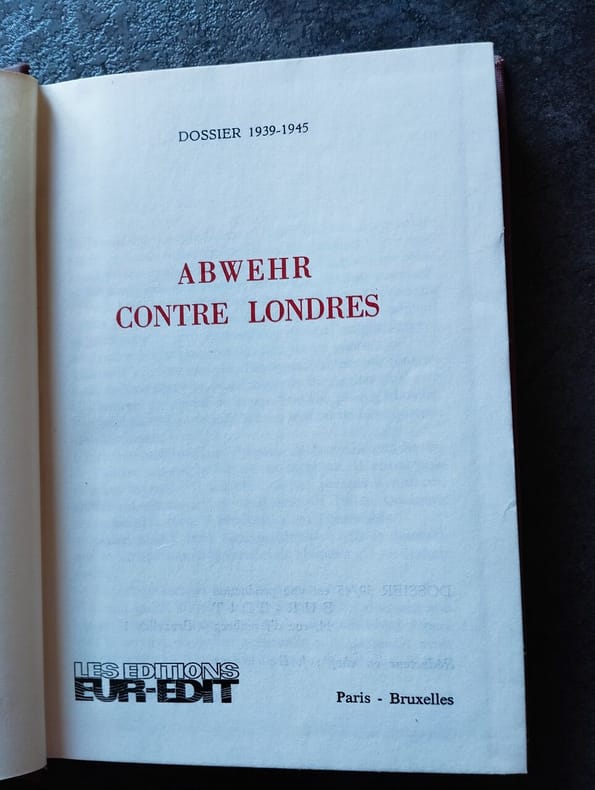 DOSSIER 1939-1945
ABWEHR
CONTRE LONDRES
LES EDITIONS
EUR-EDIT
Paris - Bruxelles